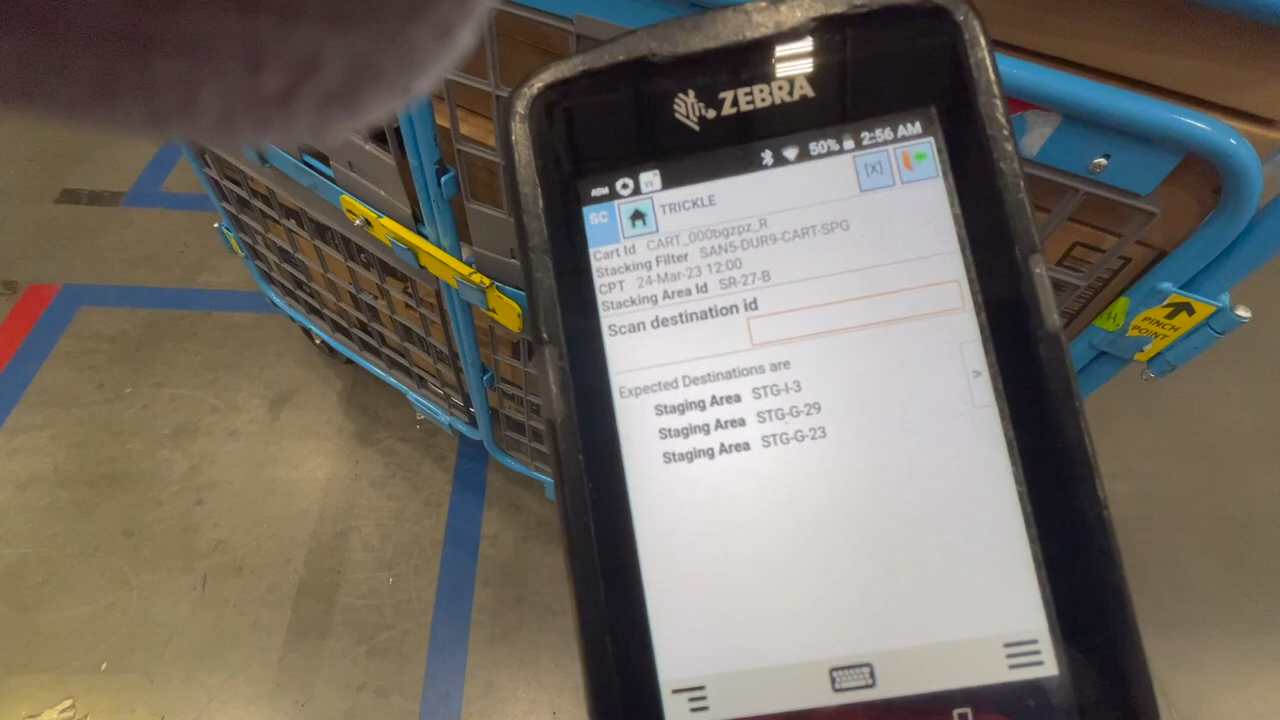 ZEBRA
50% 2:56 AM
SC TRICKLE [X]
Cart Id CART_000bgzpz_R
Stacking Filter SAN5-DUR9-CART-SPG
CPT 24-Mar-23 12:00
Stacking Area Id SR-27-B
Scan destination id
Expected Destinations are
Staging Area STG-I-3
Staging Area STG-G-29
Staging Area STG-G-23
PINCH
POINT